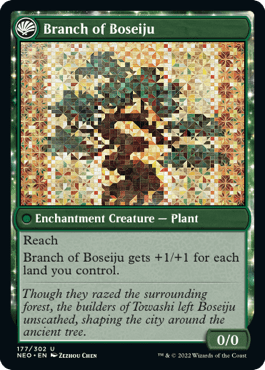 Branch of Boseiju
Enchantment Creature — Plant
Reach
Branch of Boseiju gets +1/+1 for each
land you control.
Though they razed the surrounding
forest, the builders of Towashi left Boseiju
unscathed, shaping the city around the
ancient tree.
0/0
177/302 U
NEO • EN Zezhou Chen
™ & © 2022 Wizards of the Coast